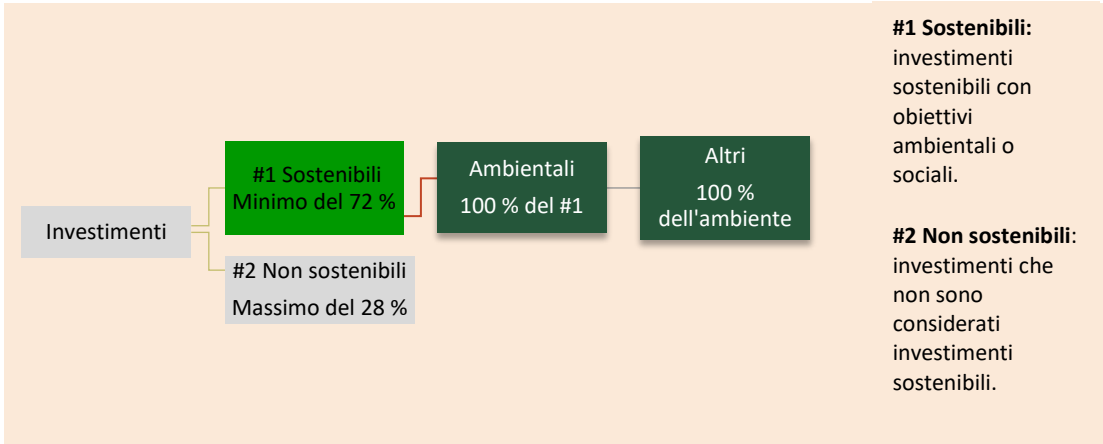 Investimenti
#1 Sostenibili
Minimo del 72 %
#2 Non sostenibili
Massimo del 28 %
Ambientali
100 % del #1
Altri
100 %
dell'ambiente
#1 Sostenibili:
investimenti
sostenibili con
obiettivi
ambientali o
sociali.
#2 Non sostenibili:
investimenti che
non sono
considerati
investimenti
sostenibili.